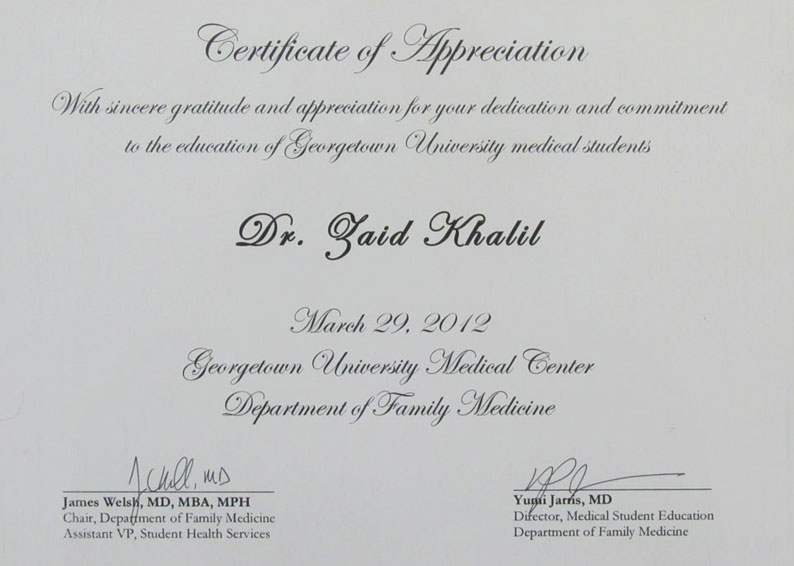 Certificate of Appreciation
With sincere gratitude and appreciation for your dedication and commitment
to the education of Georgetown University medical students
Dr. Zaid Khalil
March 29, 2012
Georgetown University Medical Center
Department of Family Medicine
James Welsh, MD, MBA, MPH
Chair, Department of Family Medicine
Assistant VP, Student Health Services
Yumi Jarris, MD
Director, Medical Student Education
Department of Family Medicine